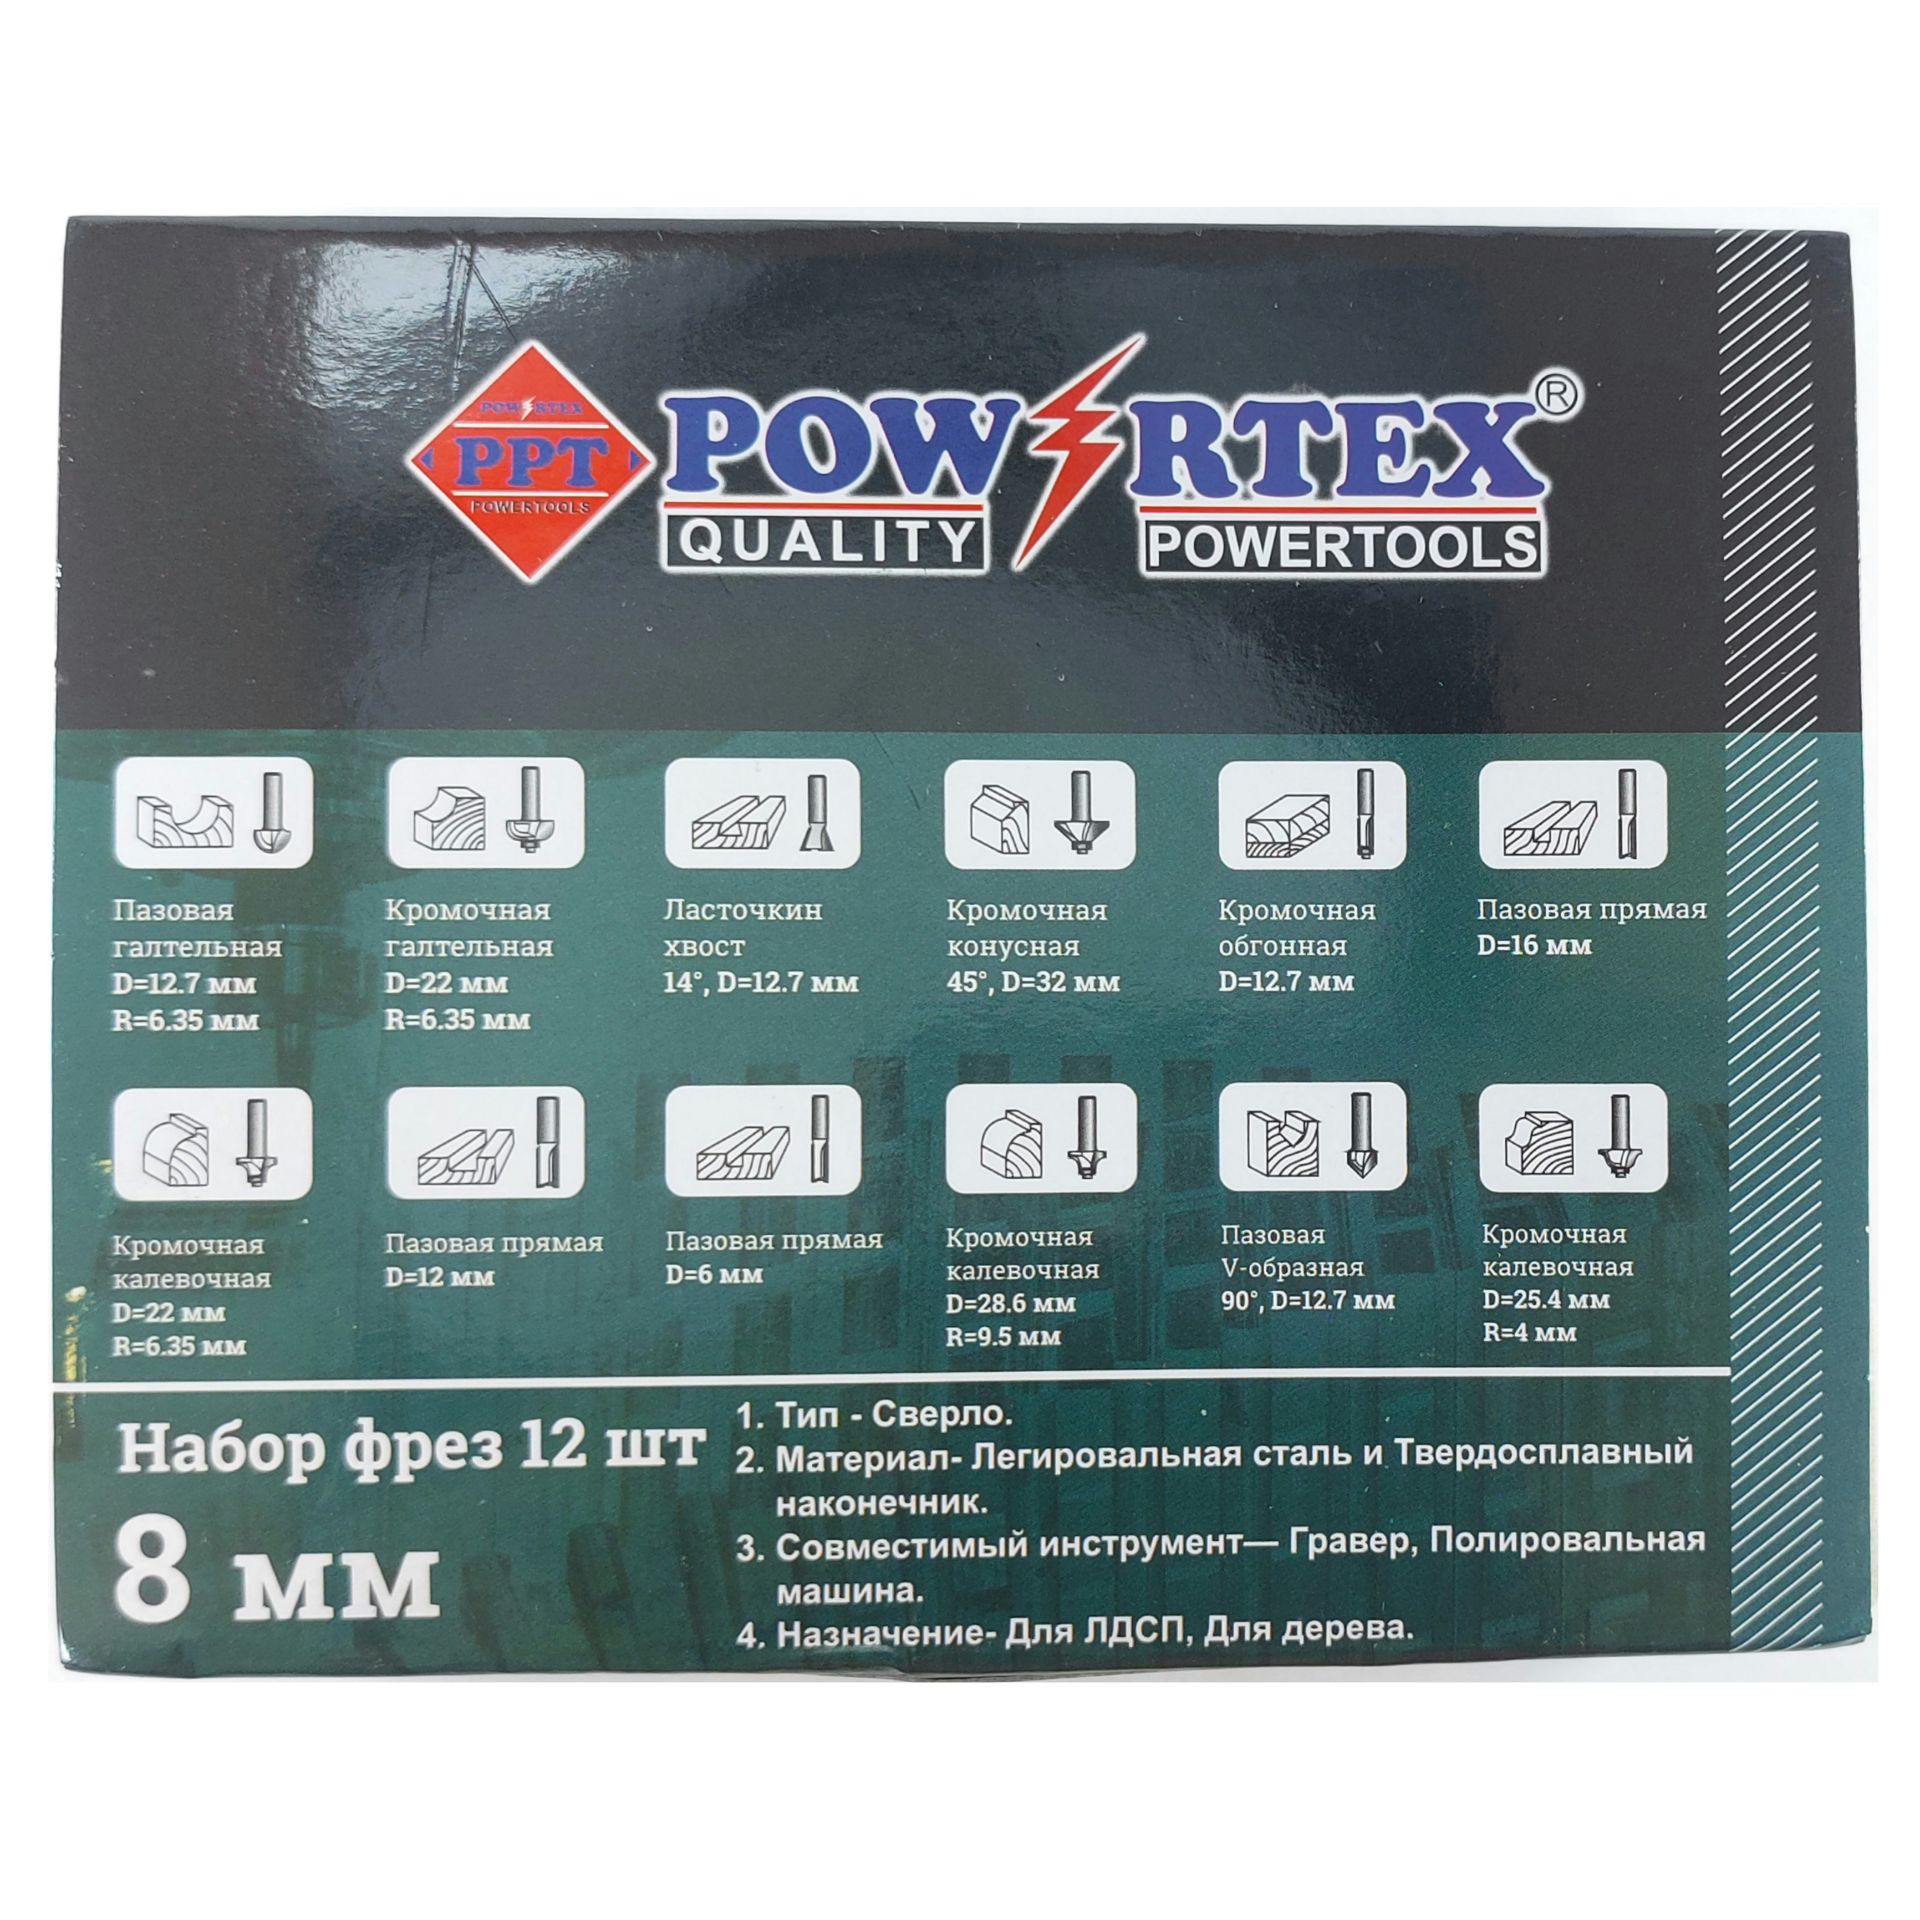 POWERTEX
PPT
POWERTOOLS
POW RTEX®
QUALITY
POWERTOOLS
Пазовая
галтельная
D=12.7 мм
R=6.35 мм
Кромочная
галтельная
D=22 мм
R=6.35 мм
Ласточкин
хвост
14°, D=12.7 мм
Кромочная
конусная
45°, D=32 мм
Кромочная
обгонная
D=12.7 мм
Пазовая прямая
D=16 мм
Кромочная
калевочная
D=22 мм
R=6.35 мм
Пазовая прямая
D=12 мм
Пазовая прямая
D=6 мм
Кромочная
калевочная
D=28.6 мм
R=9.5 мм
Пазовая
V-образная
90°, D=12.7 мм
Кромочная
калевочная
D=25.4 мм
R=4 мм
Набор фрез 12 шт
8 мм
1. Тип - Сверло.
2. Материал- Легировальная сталь и Твердосплавный
наконечник.
3. Совместимый инструмент— Гравер, Полировальная
машина.
4. Назначение- Для ЛДСП, Для дерева.